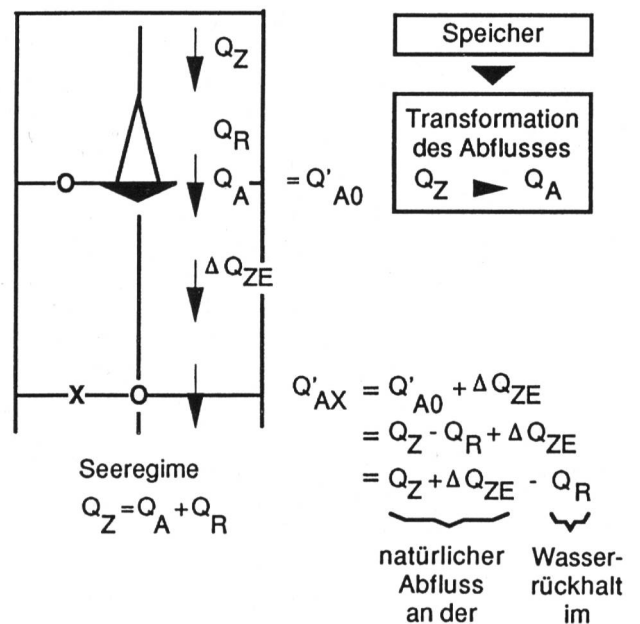 Q_Z
Q_R
O Q_A = Q'_A0
ΔQ_ZE
X O
Seeregime
Q_Z = Q_A + Q_R
Speicher
Transformation
des Abflusses
Q_Z ► Q_A
Q'_AX = Q'_A0 + ΔQ_ZE
= Q_Z - Q_R + ΔQ_ZE
= Q_Z + ΔQ_ZE - Q_R
natürlicher
Abfluss
an der
Wasser-
rückhalt
im